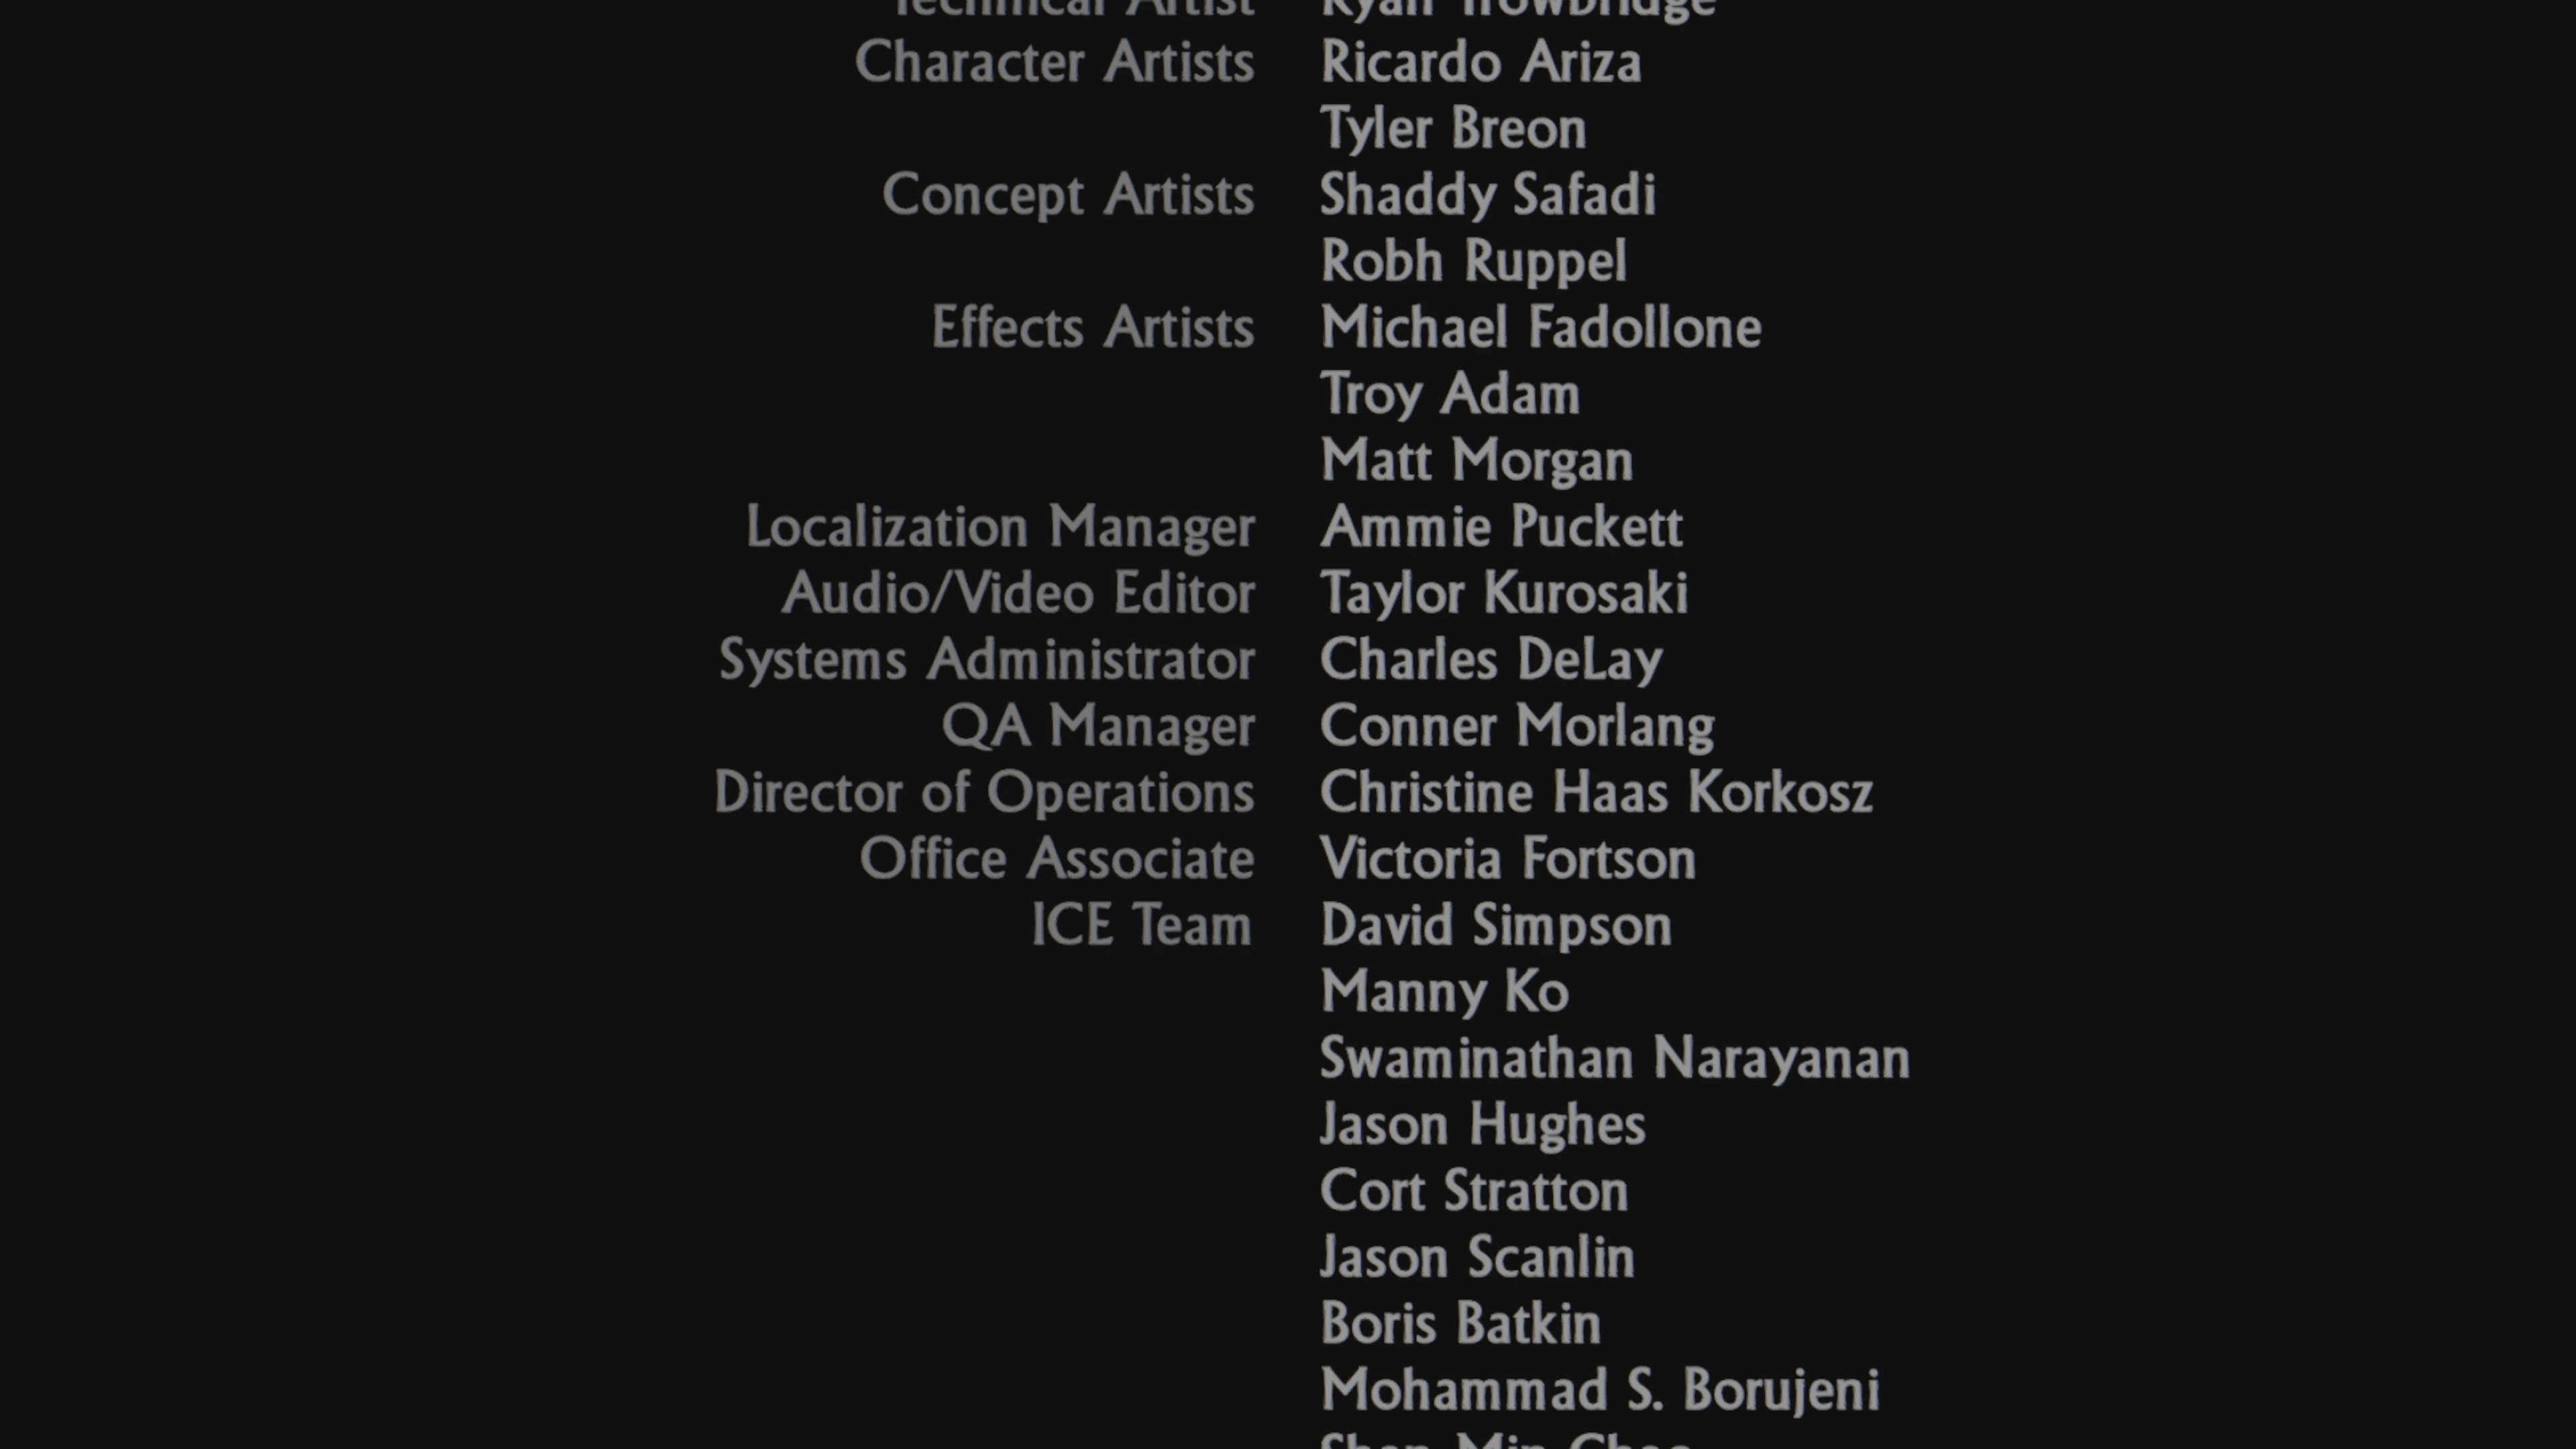 Technical Artist Ryan Trowbridge
Character Artists Ricardo Ariza
Tyler Breon
Concept Artists Shaddy Safadi
Robh Ruppel
Effects Artists Michael Fadollone
Troy Adam
Matt Morgan
Localization Manager Ammie Puckett
Audio/Video Editor Taylor Kurosaki
Systems Administrator Charles DeLay
QA Manager Conner Morlang
Director of Operations Christine Haas Korkosz
Office Associate Victoria Fortson
ICE Team David Simpson
Manny Ko
Swaminathan Narayanan
Jason Hughes
Cort Stratton
Jason Scanlin
Boris Batkin
Mohammad S. Borujeni